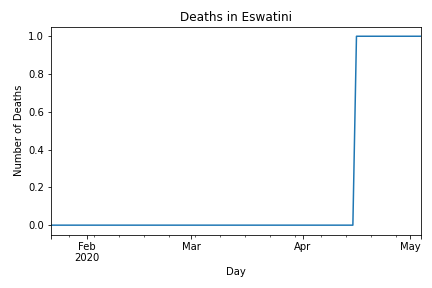 Deaths in Eswatini
Number of Deaths
1.0
0.8
0.6
0.4
0.2
0.0
Feb
2020
Mar
Apr
May
Day